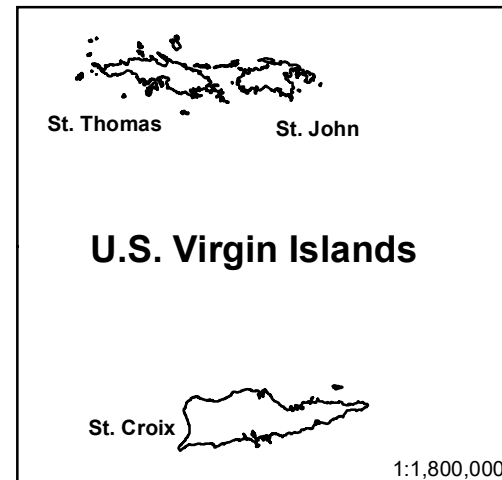 St. Thomas
St. John
U.S. Virgin Islands
St. Croix
1:1,800,000